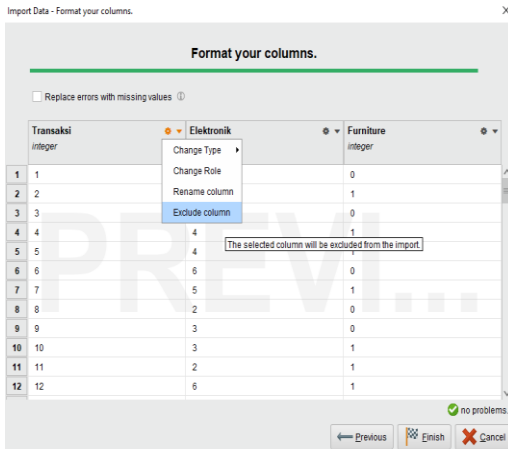 Import Data - Format your columns.
Format your columns.
Replace errors with missing values
Transaksi Elektronik Furniture
integer integer
Change Type
Change Role
Rename column
Exclude column
The selected column will be excluded from the import.
1 1 0
2 2 1
3 3 0
4 4 4 1
5 5 4 1
6 6 6 0
7 7 5 1
8 8 2 0
9 9 3 0
10 10 3 1
11 11 2 1
12 12 6 1
PREVI...
no problems.
Previous Finish Cancel